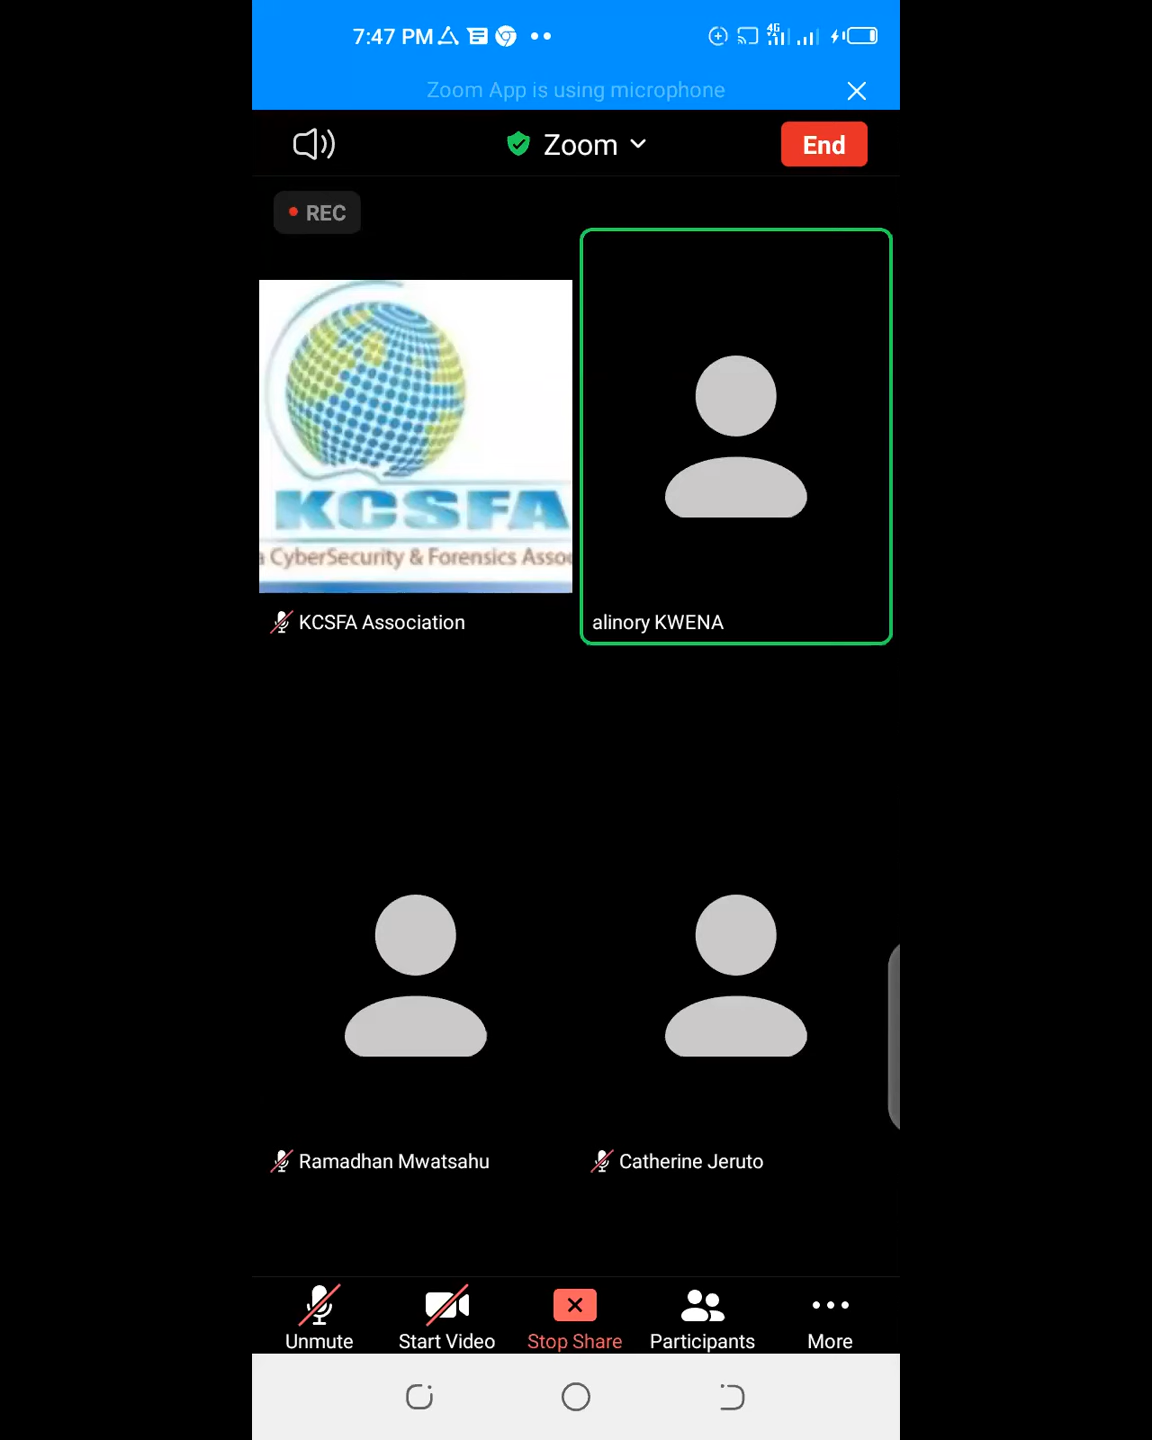 7:47 PM
4G
Zoom App is using microphone
Zoom
End
REC
KCSFA
CyberSecurity & Forensics Asso
KCSFA Association
alinory KWENA
Ramadhan Mwatsahu
Catherine Jeruto
Unmute
Start Video
Stop Share
Participants
More